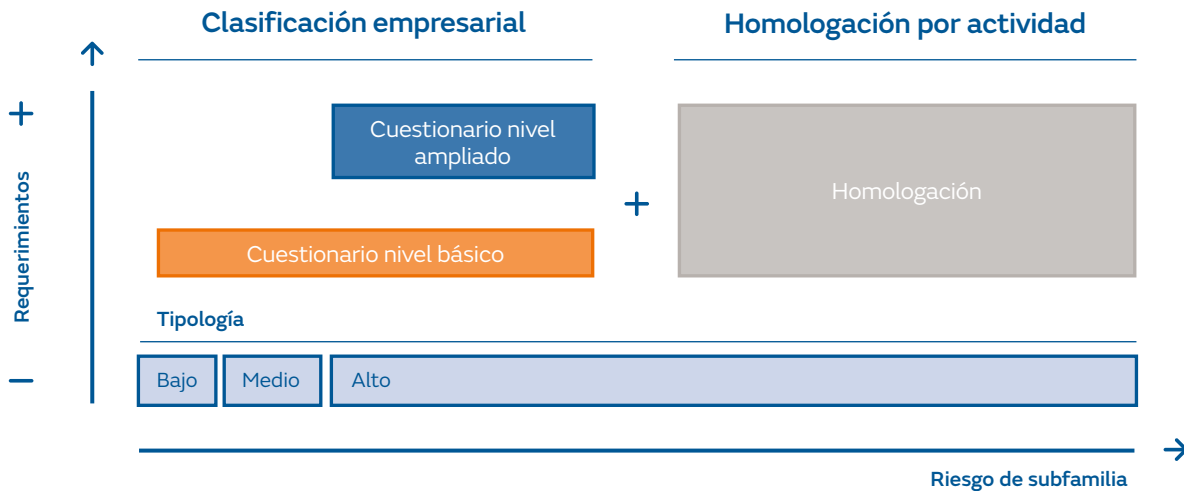 Clasificación empresarial
Homologación por actividad
+
Cuestionario nivel
ampliado
+
Homologación
Requerimientos
Cuestionario nivel básico
Tipología
−
Bajo
Medio
Alto
Riesgo de subfamilia